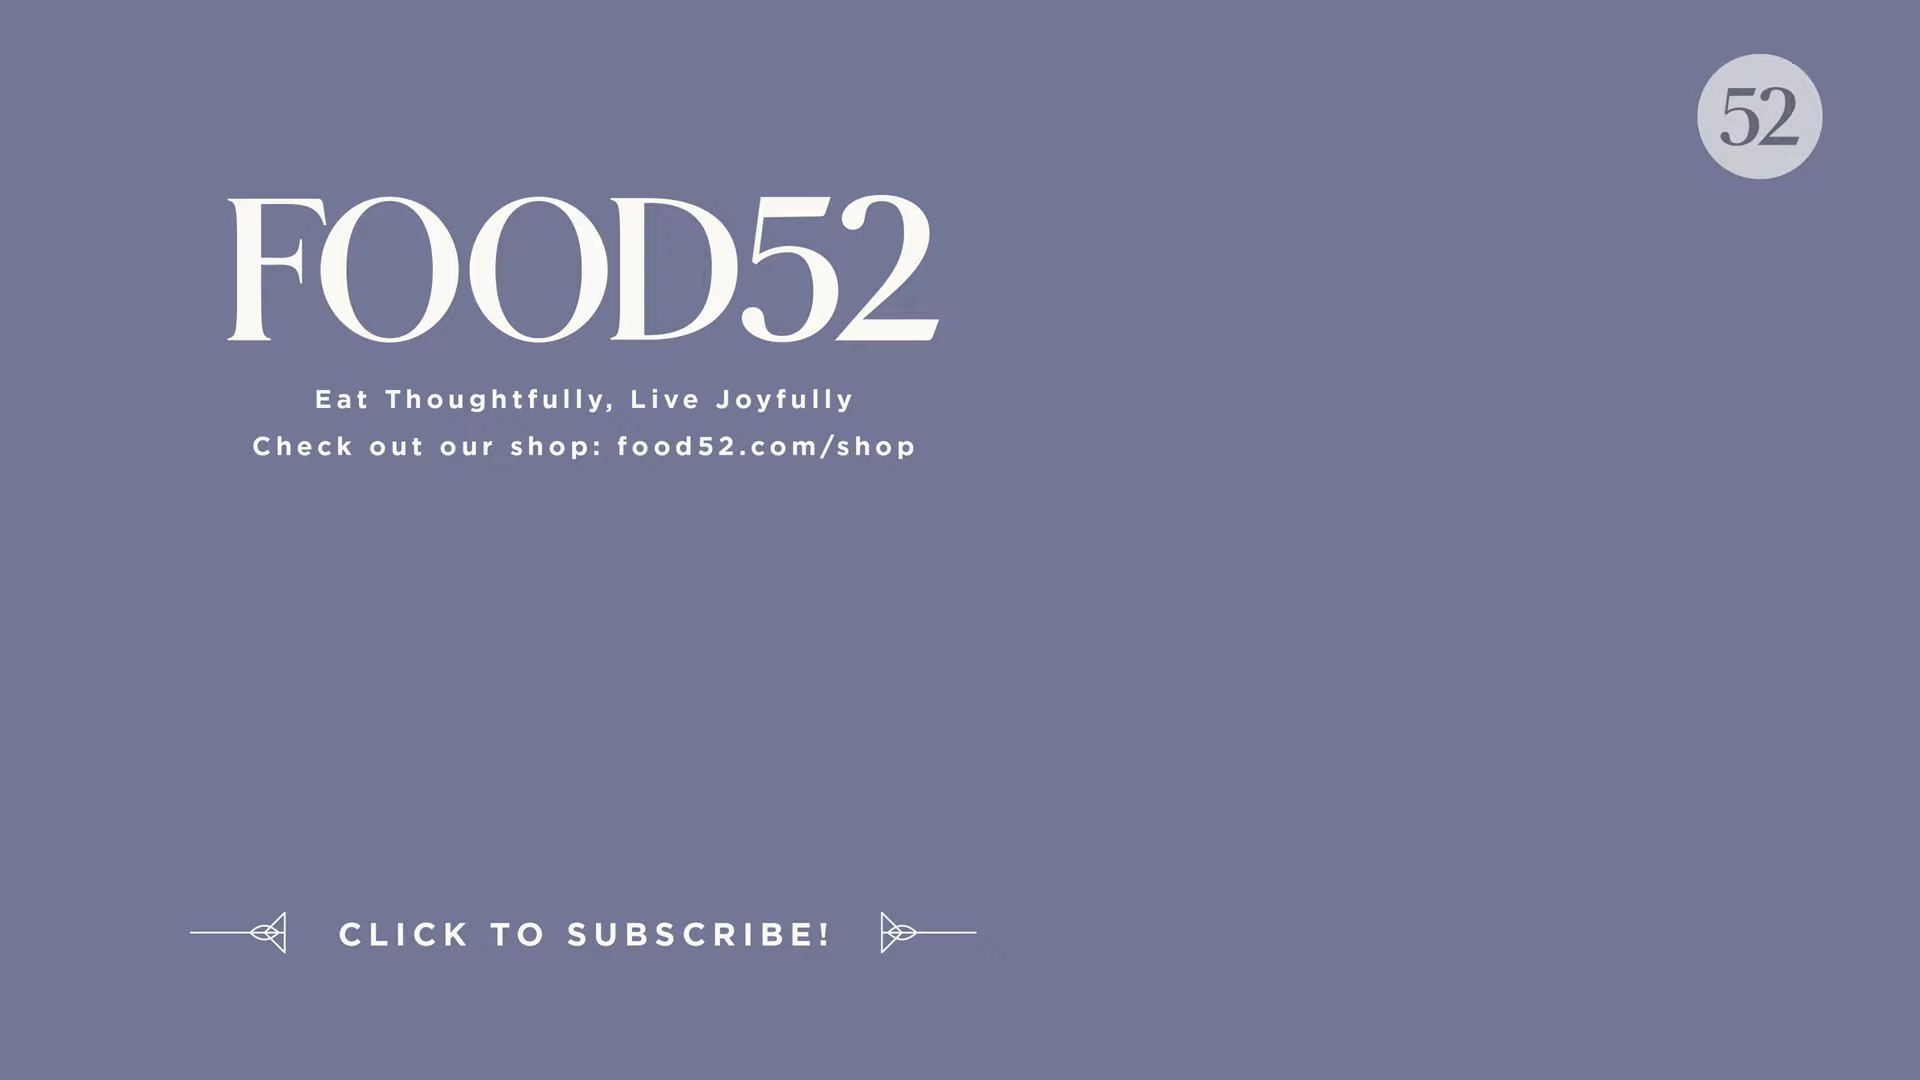 52
FOOD52
Eat Thoughtfully, Live Joyfully
Check out our shop: food52.com/shop
CLICK TO SUBSCRIBE!